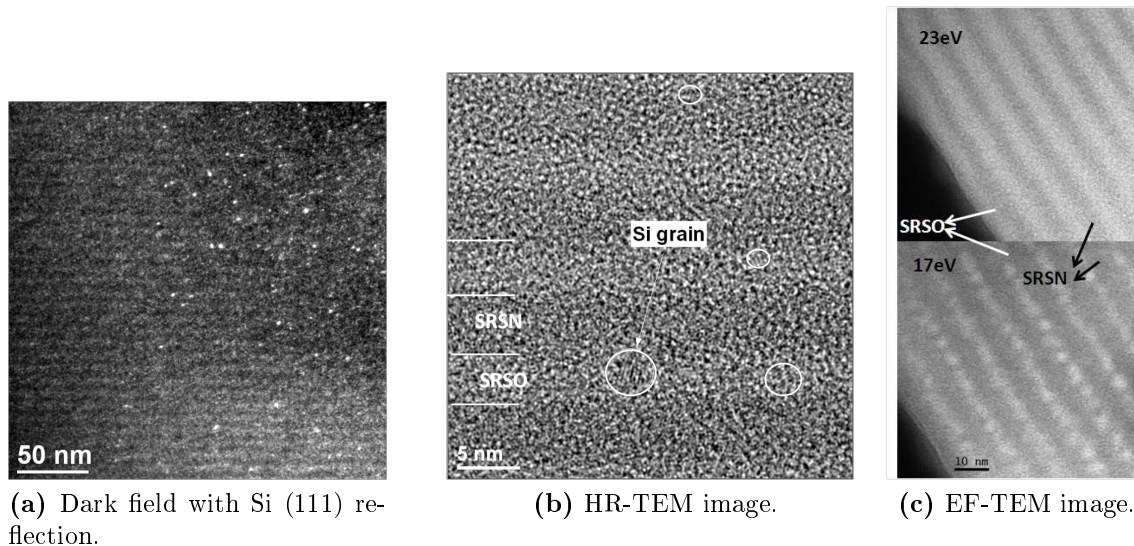 50 nm
Si grain
SRSN
SRSO
5 nm
23eV
SRSO
17eV
SRSN
10 nm
(a) Dark field with Si (111) re-
flection.
(b) HR-TEM image.
(c) EF-TEM image.